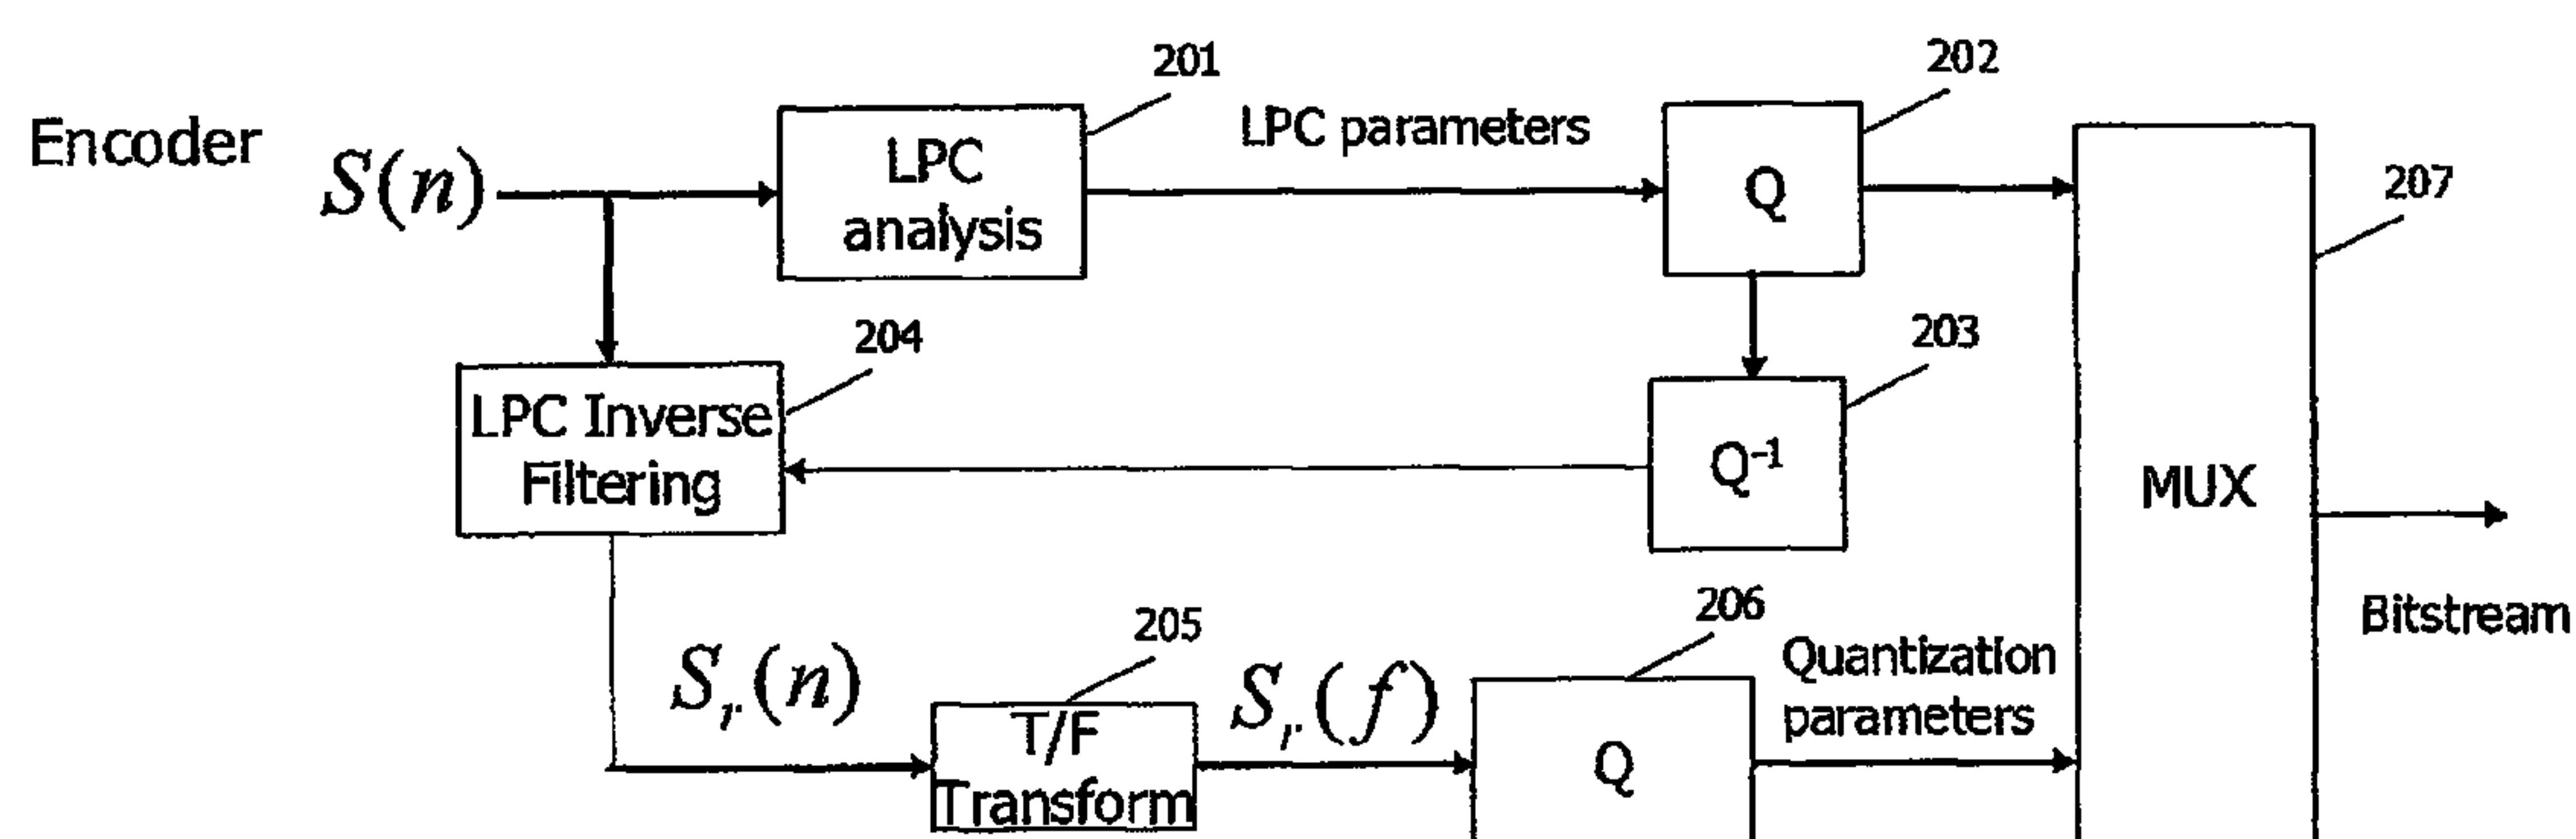 201
202
Encoder
S(n)
LPC
analysis
LPC parameters
Q
207
204
203
LPC Inverse
Filtering
Q⁻¹
MUX
Bitstream
205
206
Sᵣ(n)
T/F
Transform
Sᵣ(f)
Q
Quantization
parameters